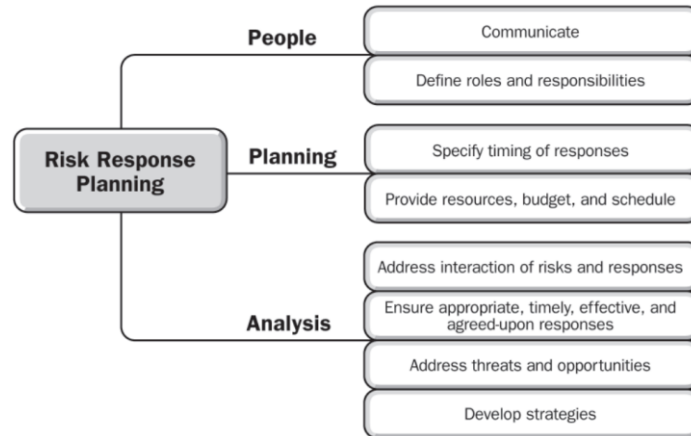 People
Communicate
Define roles and responsibilities
Risk Response
Planning
Planning
Specify timing of responses
Provide resources, budget, and schedule
Analysis
Address interaction of risks and responses
Ensure appropriate, timely, effective, and
agreed-upon responses
Address threats and opportunities
Develop strategies